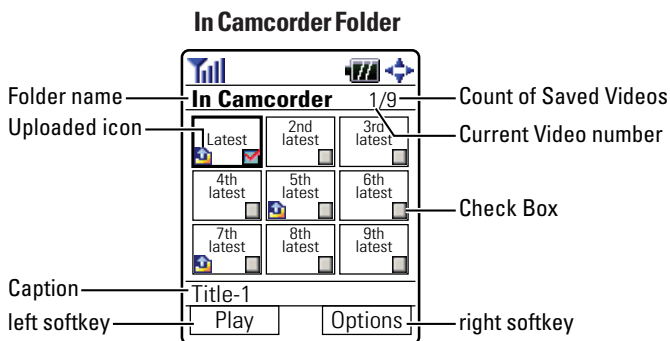 In Camcorder Folder
Folder name
In Camcorder 1/9
Count of Saved Videos
Uploaded icon
Current Video number
Latest
2nd latest
3rd latest
4th latest
5th latest
6th latest
Check Box
7th latest
8th latest
9th latest
Caption
Title-1
left softkey
Play
Options
right softkey